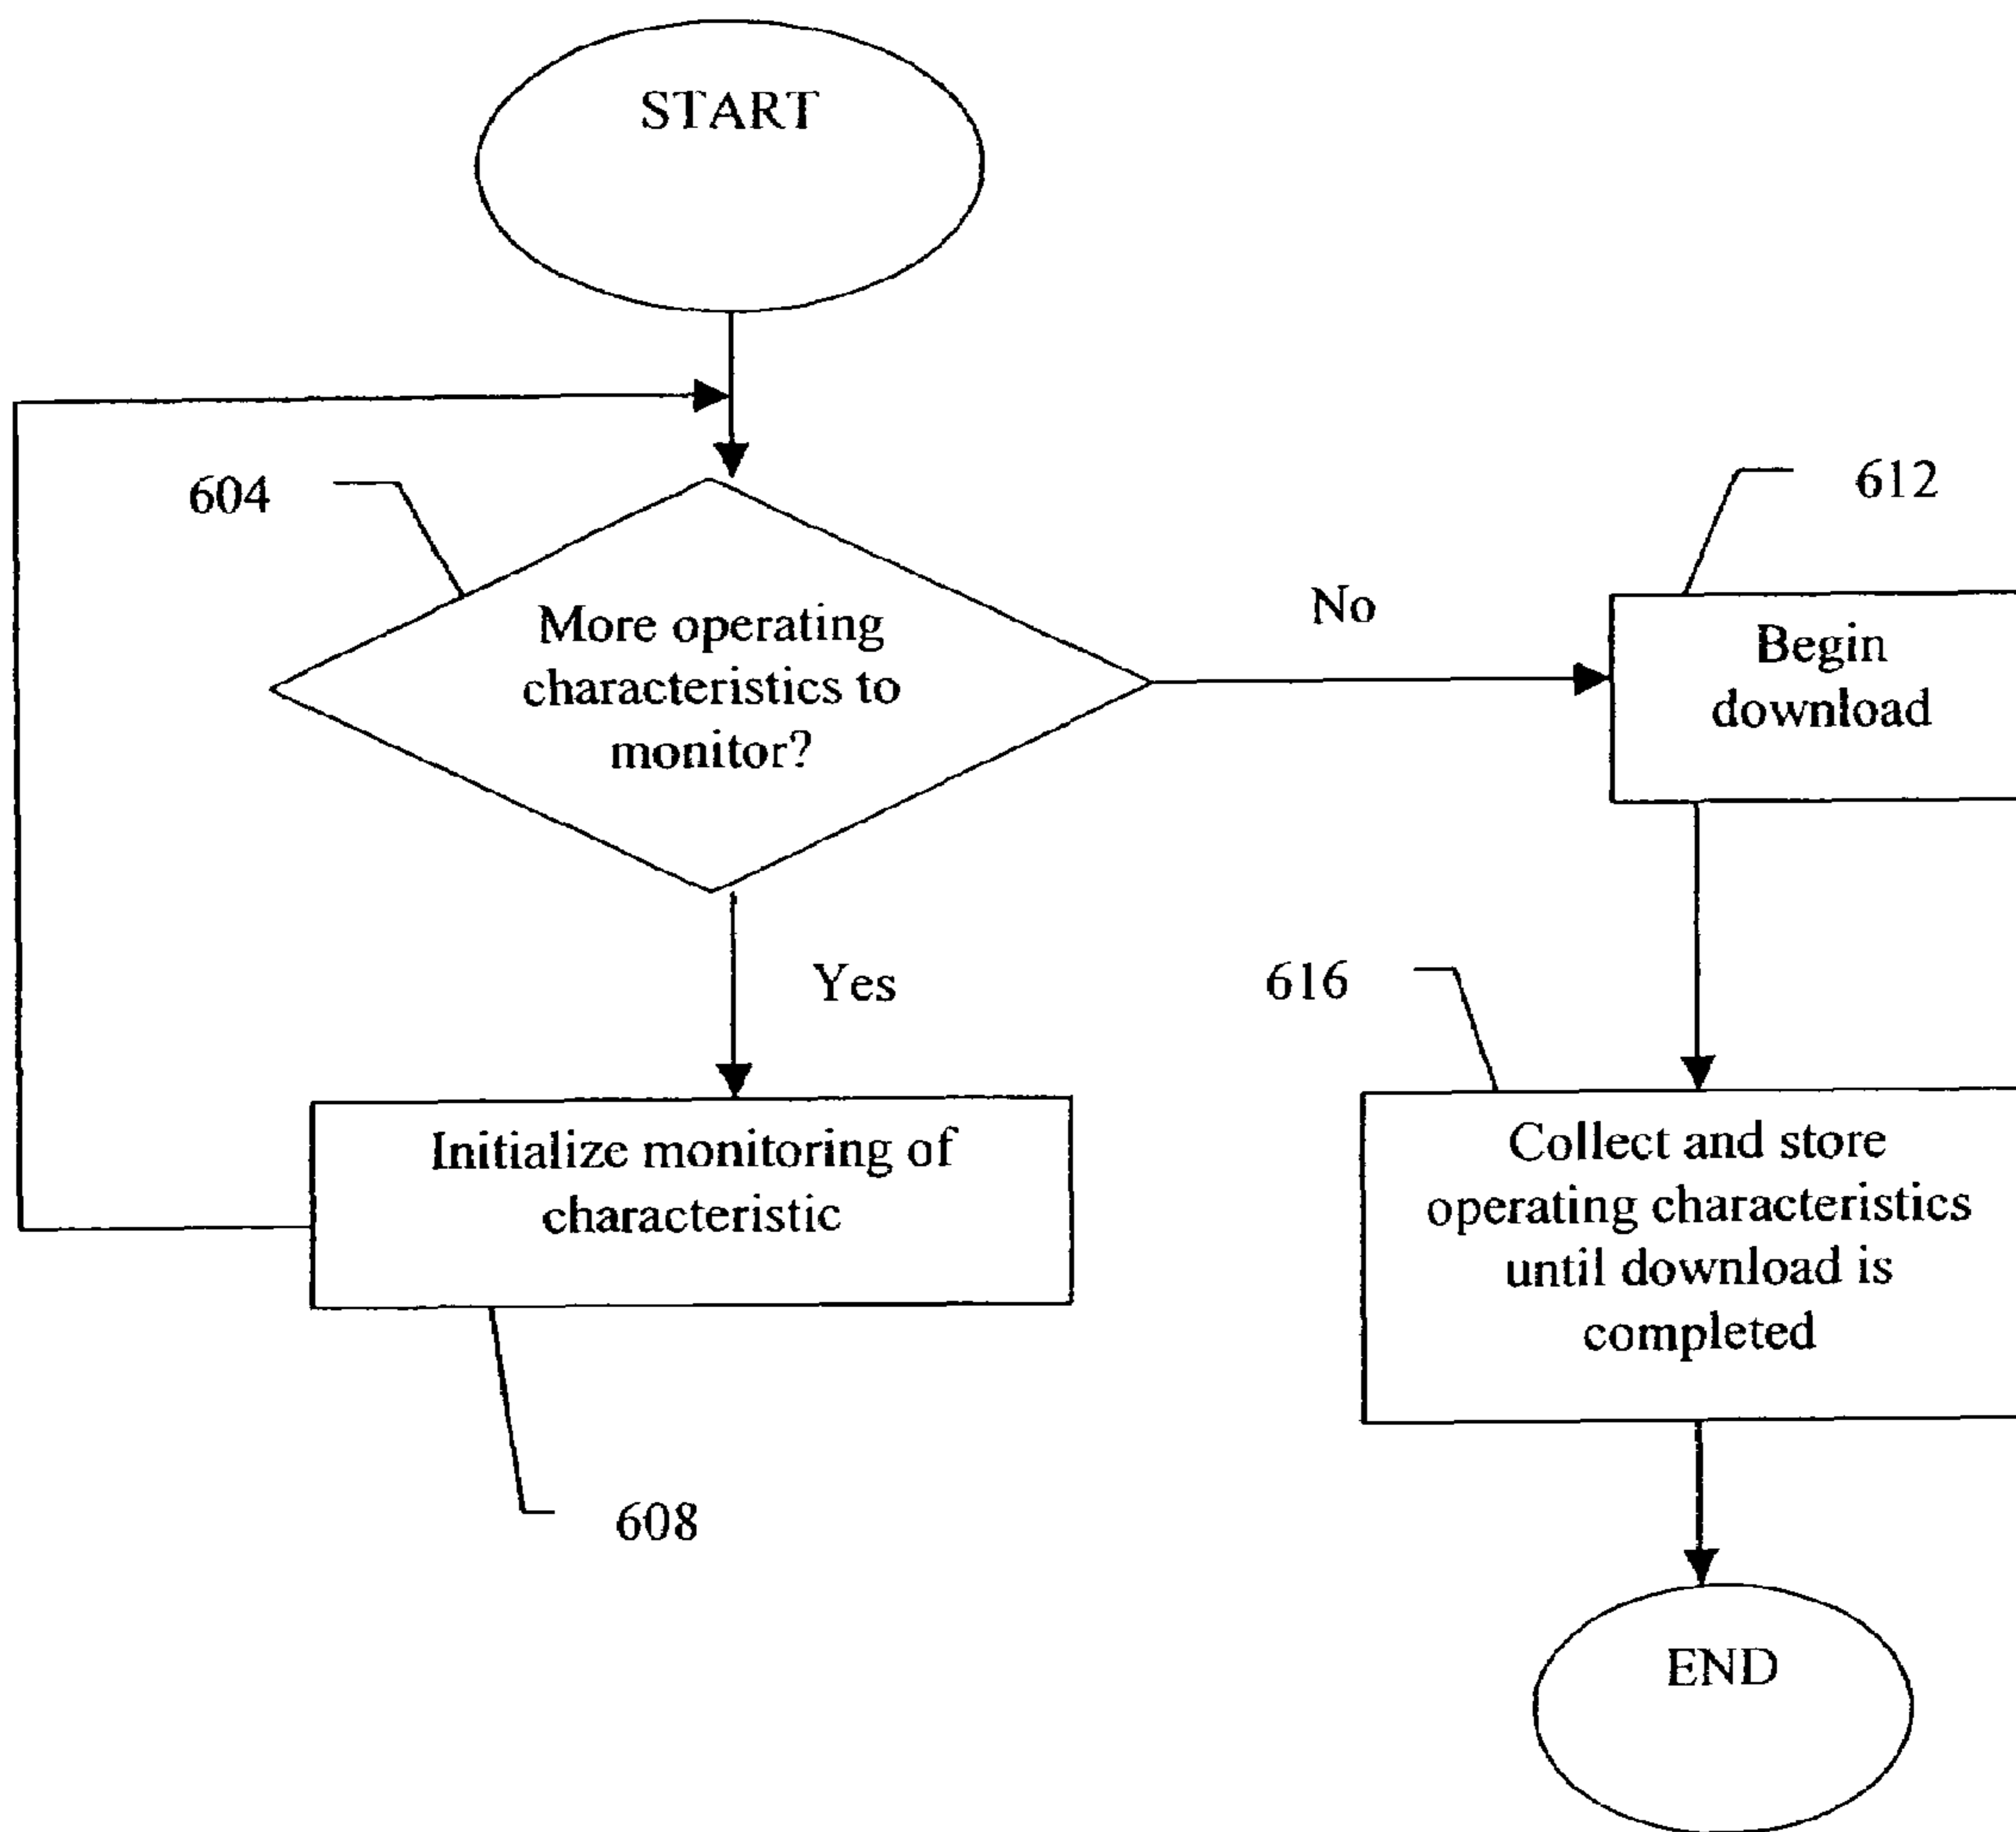 START
604
More operating
characteristics to
monitor?
No
612
Begin
download
Yes
Initialize monitoring of
characteristic
608
616
Collect and store
operating characteristics
until download is
completed
END